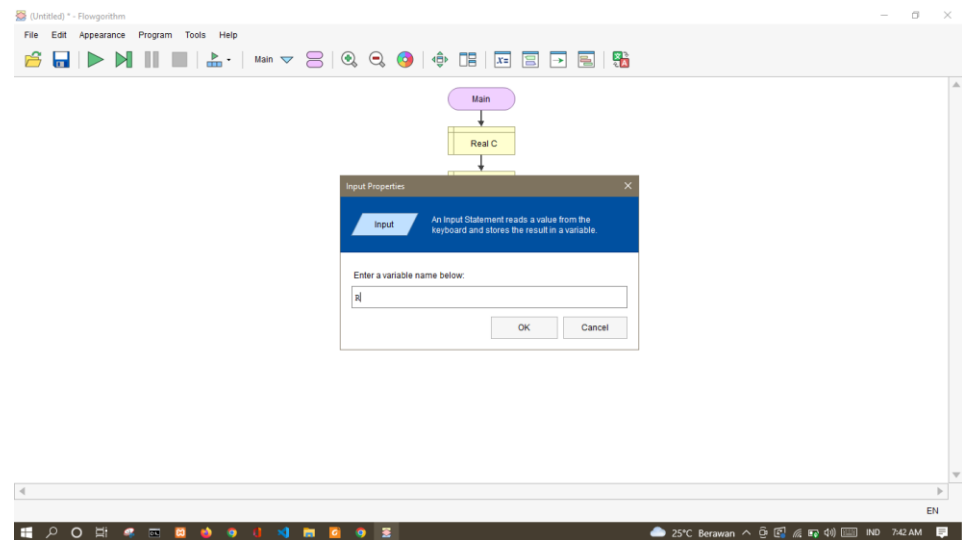 (Untitled) * - Flowgorithm
File Edit Appearance Program Tools Help
Main
X=
Main
Real C
Input Properties
Input
An Input Statement reads a value from the
keyboard and stores the result in a variable.
Enter a variable name below:
R
OK Cancel
EN
25°C Berawan IND 7:42 AM